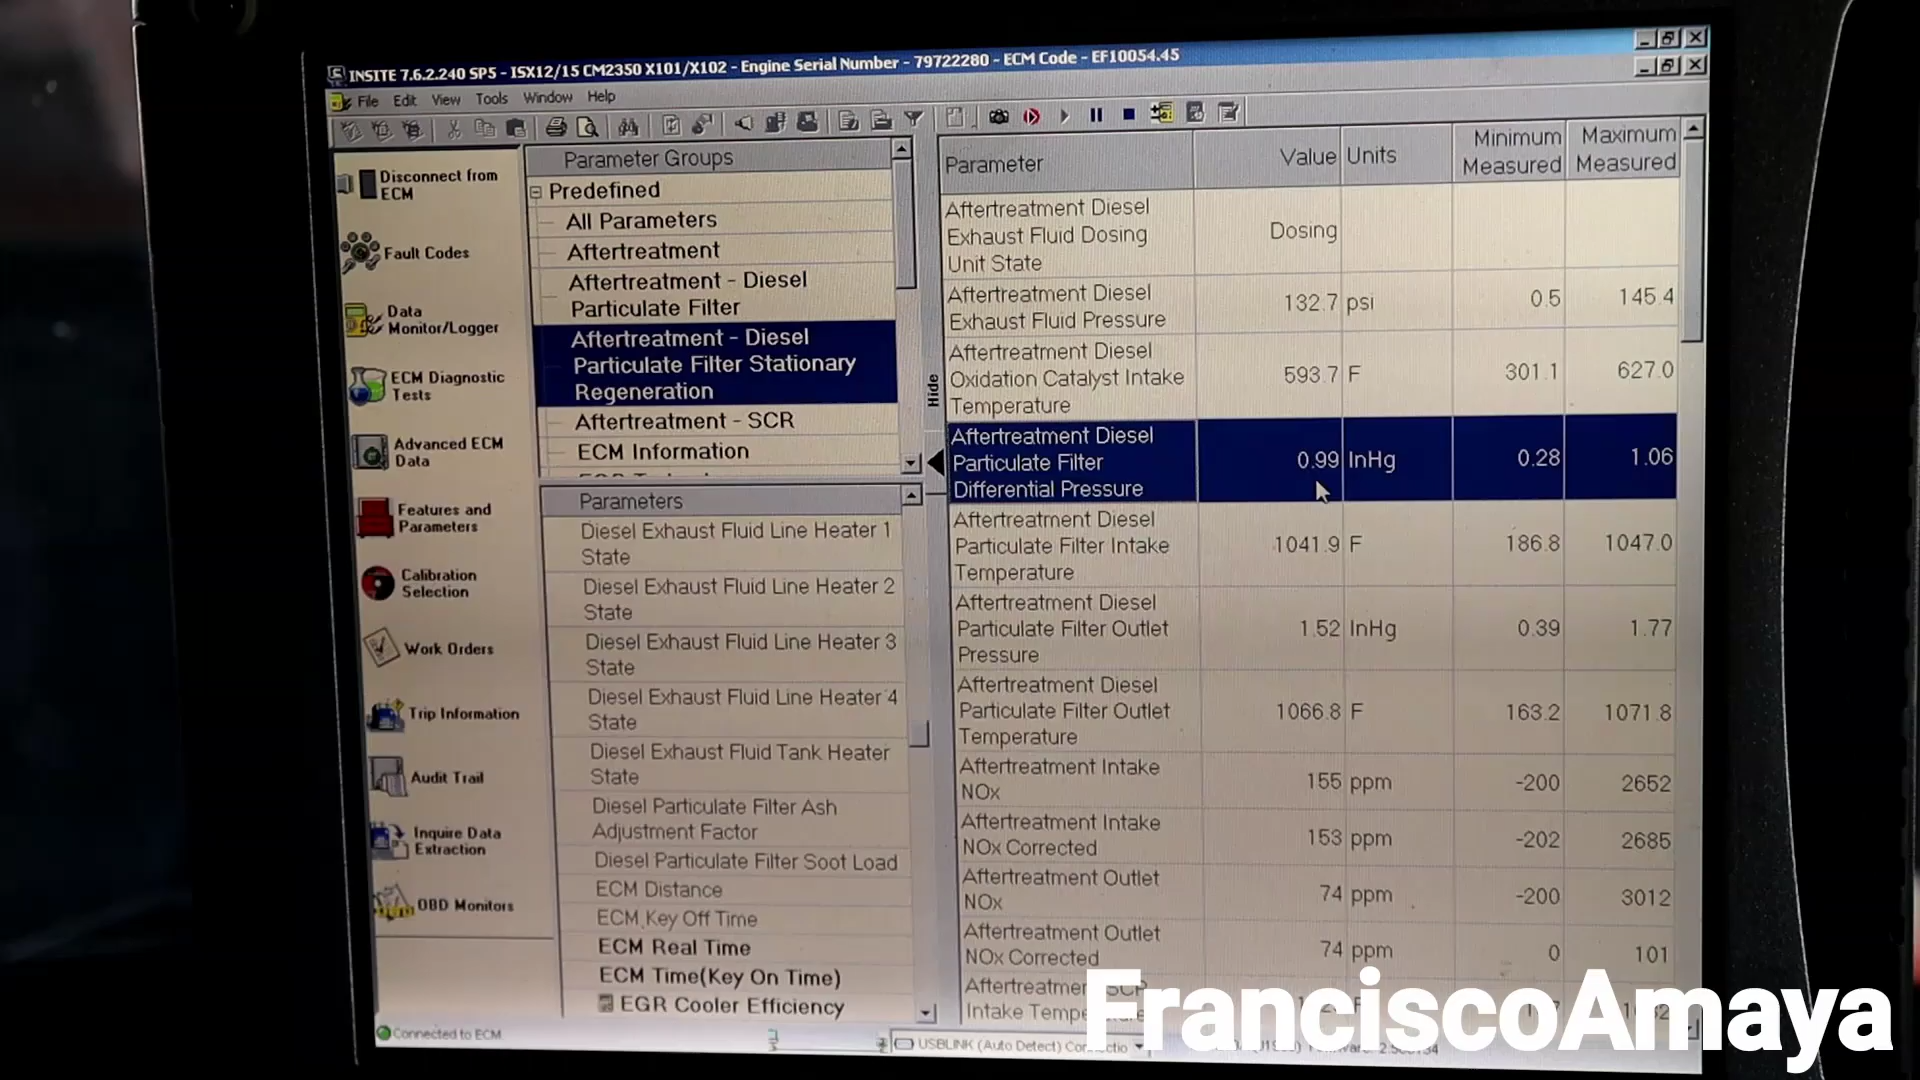 INSITE 7.6.2.240 SP5 - ISX12/15 CM2350 X101/X102 - Engine Serial Number - 79722280 - ECM Code - EF10054.45
File Edit View Tools Window Help
Disconnect from
ECM
Fault Codes
Data
Monitor/Logger
ECM Diagnostic
Tests
Advanced ECM
Data
Features and
Parameters
Calibration
Selection
Work Orders
Trip Information
Audit Trail
Inquire Data
Extraction
OBD Monitors
Parameter Groups
Predefined
All Parameters
Aftertreatment
Aftertreatment - Diesel
Particulate Filter
Aftertreatment - Diesel
Particulate Filter Stationary
Regeneration
Aftertreatment - SCR
ECM Information
Parameters
Diesel Exhaust Fluid Line Heater 1
State
Diesel Exhaust Fluid Line Heater 2
State
Diesel Exhaust Fluid Line Heater 3
State
Diesel Exhaust Fluid Line Heater 4
State
Diesel Exhaust Fluid Tank Heater
State
Diesel Particulate Filter Ash
Adjustment Factor
Diesel Particulate Filter Soot Load
ECM Distance
ECM Key Off Time
ECM Real Time
ECM Time(Key On Time)
EGR Cooler Efficiency
Hide
Parameter Value Units Minimum Measured Maximum Measured
Aftertreatment Diesel
Exhaust Fluid Dosing Dosing
Unit State
Aftertreatment Diesel
Exhaust Fluid Pressure 132.7 psi 0.5 145.4
Aftertreatment Diesel
Oxidation Catalyst Intake 593.7 F 301.1 627.0
Temperature
Aftertreatment Diesel
Particulate Filter 0.99 InHg 0.28 1.06
Differential Pressure
Aftertreatment Diesel
Particulate Filter Intake 1041.9 F 186.8 1047.0
Temperature
Aftertreatment Diesel
Particulate Filter Outlet 1.52 InHg 0.39 1.77
Pressure
Aftertreatment Diesel
Particulate Filter Outlet 1066.8 F 163.2 1071.8
Temperature
Aftertreatment Intake
NOx 155 ppm -200 2652
Aftertreatment Intake
NOx Corrected 153 ppm -202 2685
Aftertreatment Outlet
NOx 74 ppm -200 3012
Aftertreatment Outlet
NOx Corrected 74 ppm 0 101
Intake
Connected to ECM
USBLINK (Auto Detect)
FranciscoAmaya